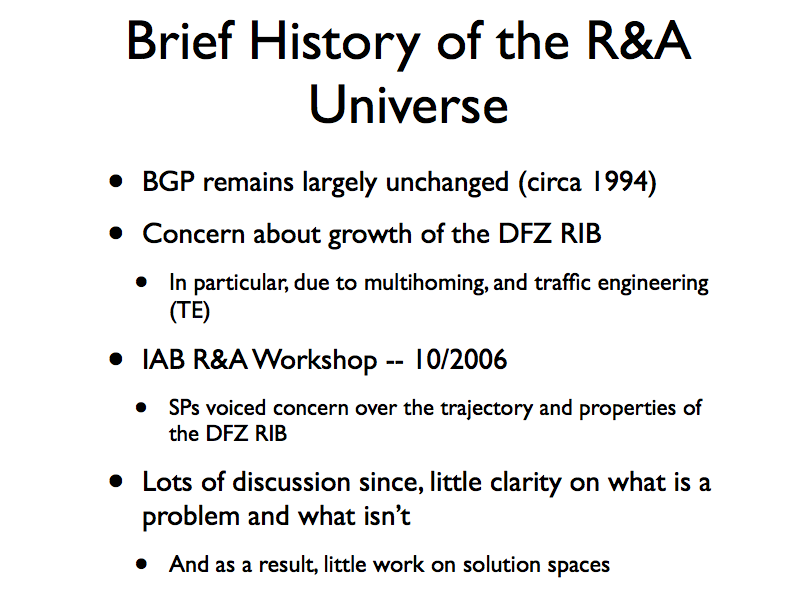 Brief History of the R&A
Universe
• BGP remains largely unchanged (circa 1994)
• Concern about growth of the DFZ RIB
• In particular, due to multihoming, and traffic engineering
(TE)
• IAB R&A Workshop -- 10/2006
• SPs voiced concern over the trajectory and properties of
the DFZ RIB
• Lots of discussion since, little clarity on what is a
problem and what isn't
• And as a result, little work on solution spaces